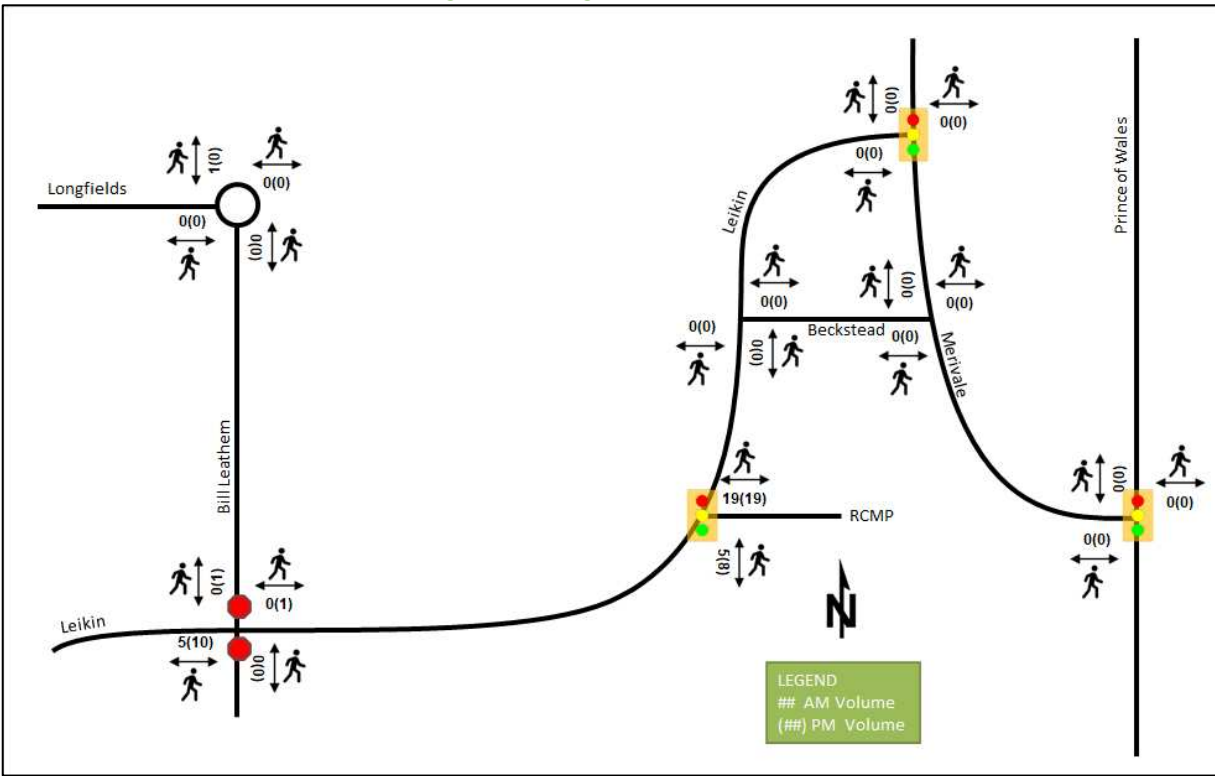 0(0)
0(0)
Prince of Wales
1(0)
0(0)
Longfields
0(0)
0(0)
0(0)
Leikin
0(0)
0(0)
0(0)
0(0)
Beckstead
0(0)
0(0)
0(0)
Merivale
Bill Leathem
19(19)
RCMP
5(8)
0(0)
0(0)
0(0)
0(1)
0(1)
Leikin
5(10)
0(0)
N
LEGEND
## AM Volume
(##) PM Volume